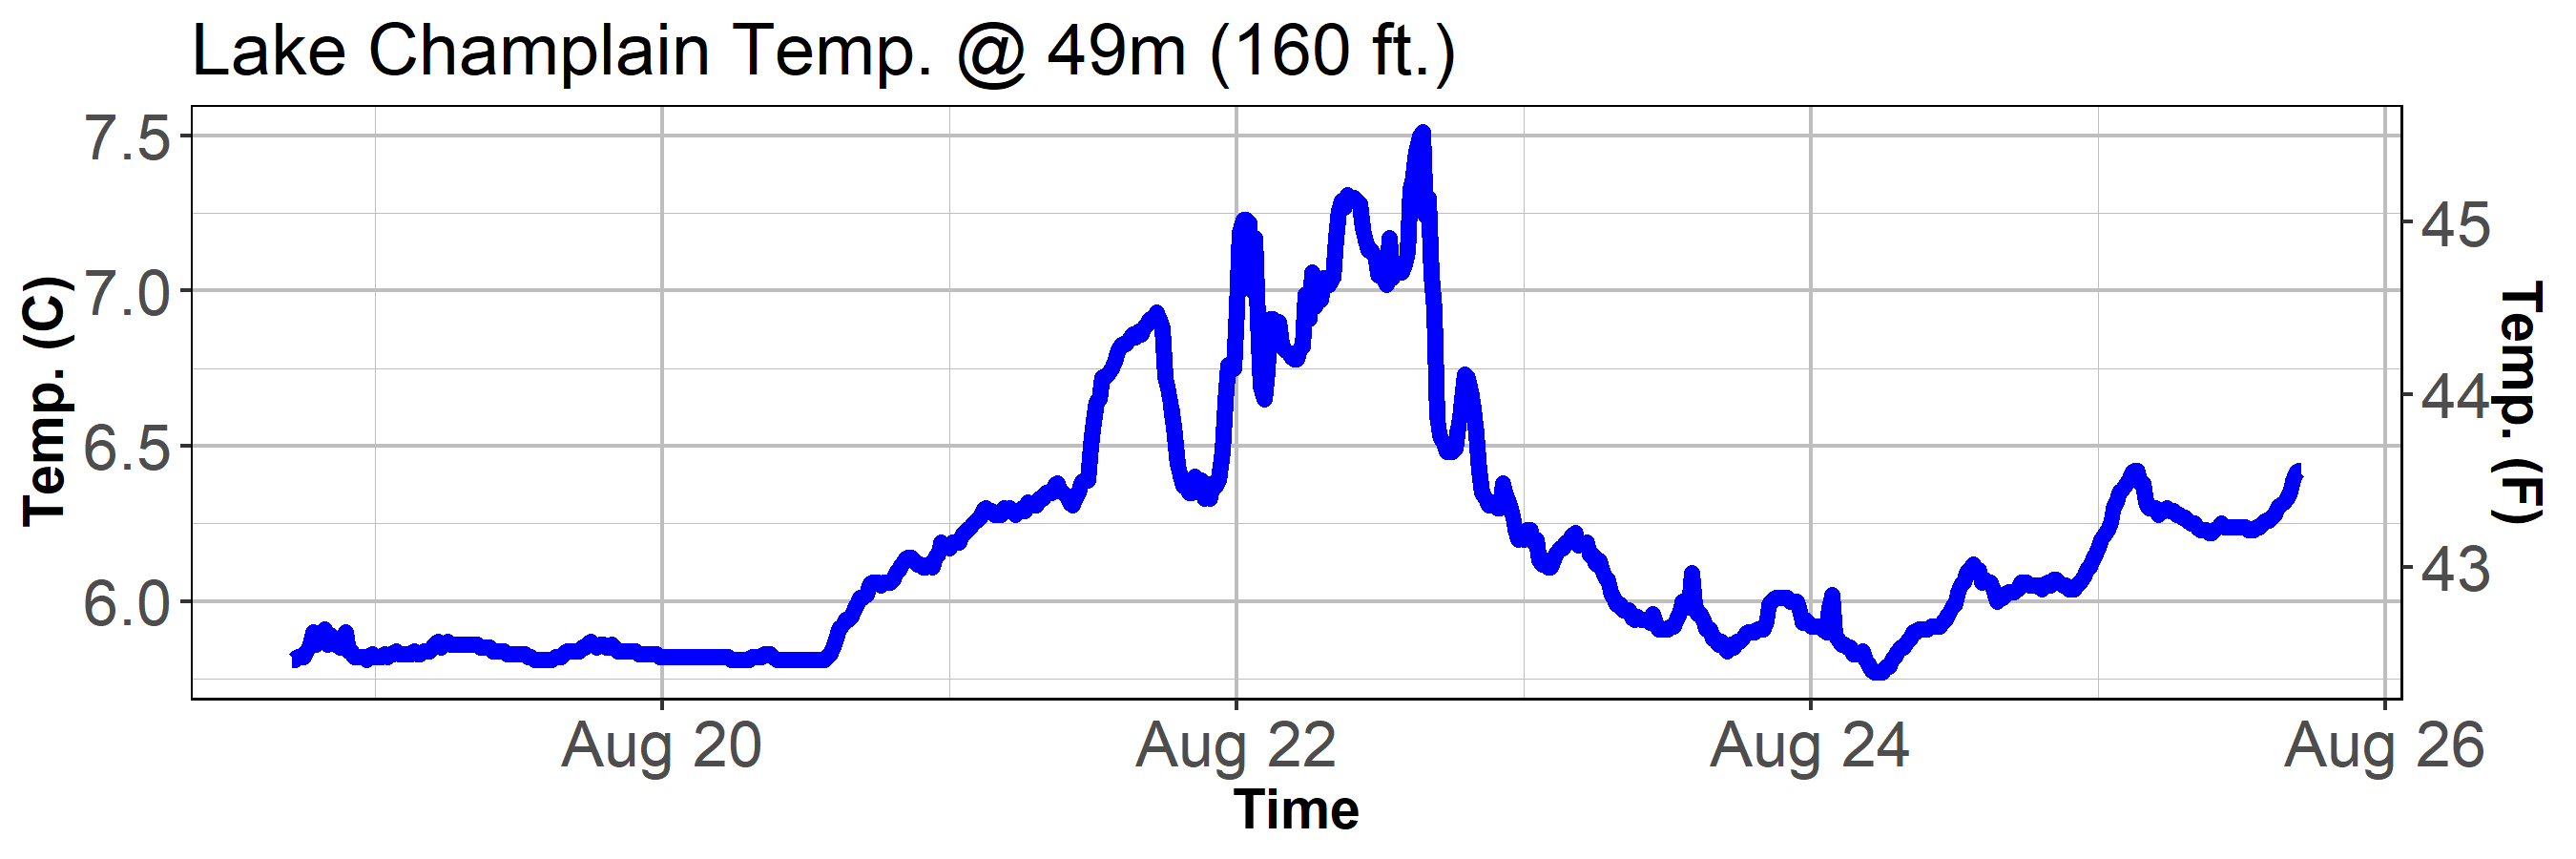 Lake Champlain Temp. @ 49m (160 ft.)
7.5
7.0
6.5
6.0
Temp. (C)
45
44
43
Temp. (F)
Aug 20
Aug 22
Aug 24
Aug 26
Time